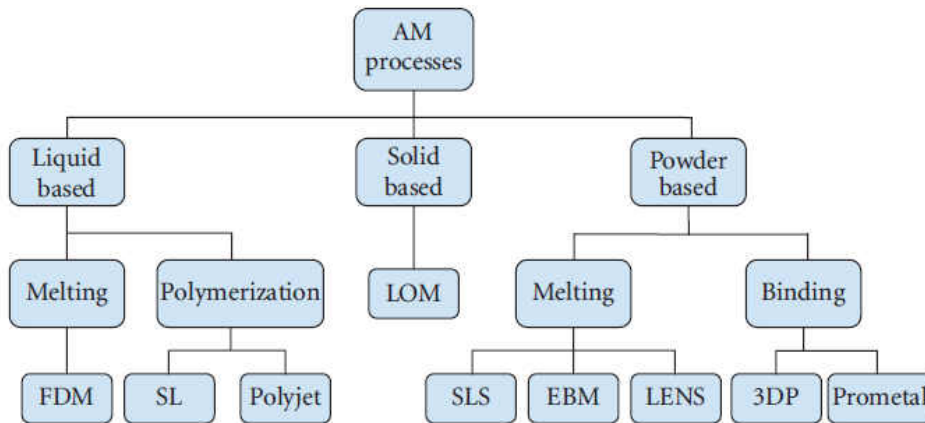 AM
processes
Liquid
based
Solid
based
Powder
based
Melting
Polymerization
LOM
Melting
Binding
FDM
SL
Polyjet
SLS
EBM
LENS
3DP
Prometal